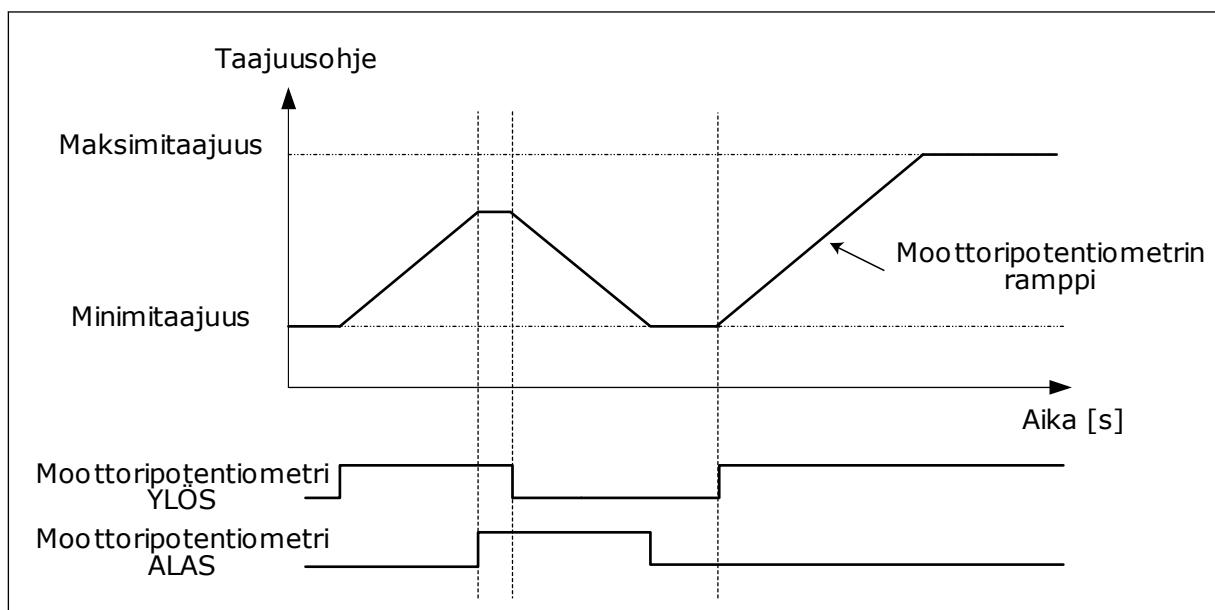 Taajuusohje
Maksimitaajuus
Moottoripotentiometrin
ramppi
Minimitaajuus
Aika [s]
Moottoripotentiometri
YLÖS
Moottoripotentiometri
ALAS